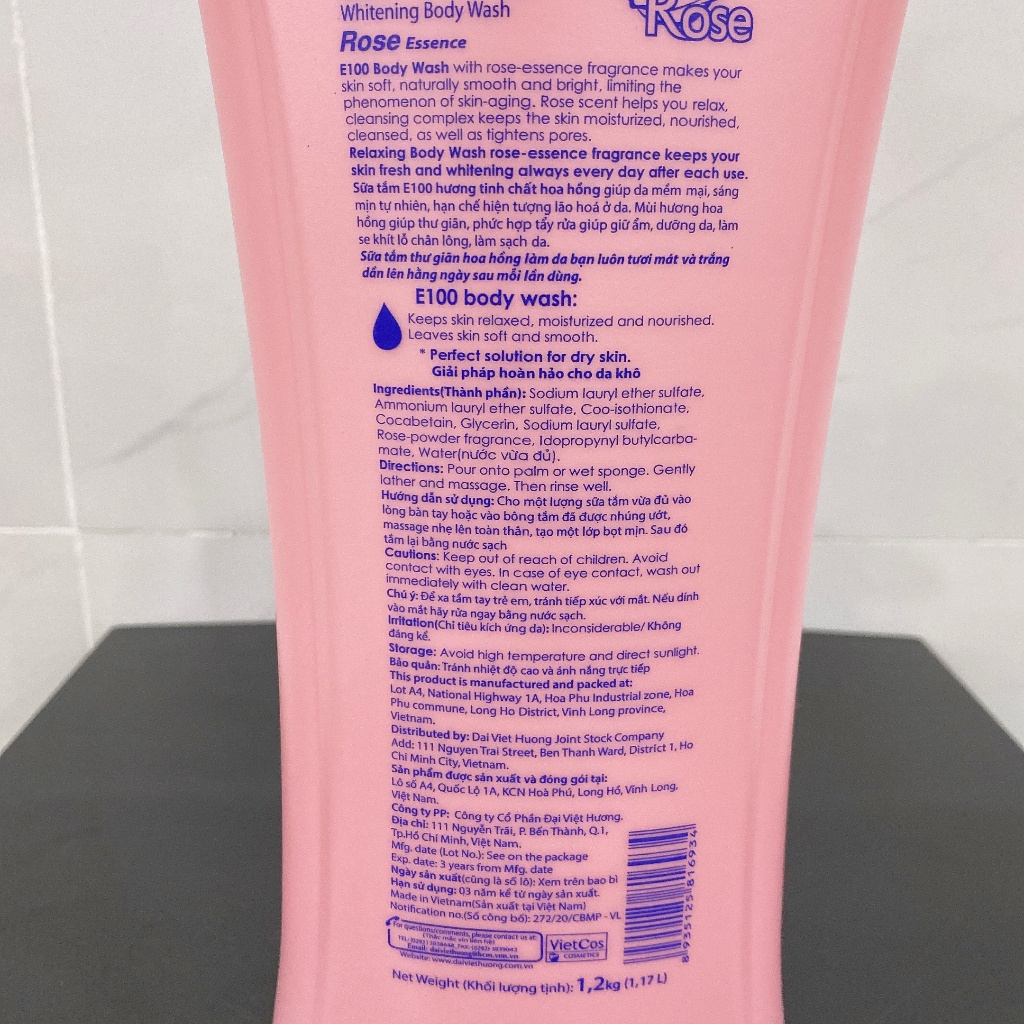 Whitening Body Wash
Rose
Rose Essence
E100 Body Wash with rose-essence fragrance makes your
skin soft, naturally smooth and bright, limiting the
phenomenon of skin-aging. Rose scent helps you relax,
cleansing complex keeps the skin moisturized, nourished,
cleansed, as well as tightens pores.
Relaxing Body Wash rose-essence fragrance keeps your
skin fresh and whitening always every day after each use.
Sữa tắm E100 hương tinh chất hoa hồng giúp da mềm mại, sáng
mịn tự nhiên, hạn chế hiện tượng lão hoá ở da. Mùi hương hoa
hồng giúp thư giãn, phức hợp tẩy rửa giúp giữ ẩm, dưỡng da, làm
se khít lỗ chân lông, làm sạch da.
Sữa tắm thư giãn hoa hồng làm da bạn luôn tươi mát và trắng
dần lên hằng ngày sau mỗi lần dùng.
E100 body wash:
Keeps skin relaxed, moisturized and nourished.
Leaves skin soft and smooth.
* Perfect solution for dry skin.
Giải pháp hoàn hảo cho da khô
Ingredients(Thành phần): Sodium lauryl ether sulfate,
Ammonium lauryl ether sulfate, Coo-isothionate,
Cocabetain, Glycerin, Sodium lauryl sulfate,
Rose-powder fragrance, Idopropynyl butylcarba-
mate, Water(nước vừa đủ).
Directions: Pour onto palm or wet sponge. Gently
lather and massage. Then rinse well.
Hướng dẫn sử dụng: Cho một lượng sữa tắm vừa đủ vào
lòng bàn tay hoặc vào bông tắm đã được nhúng ướt,
massage nhẹ lên toàn thân, tạo một lớp bọt mịn. Sau đó
tắm lại bằng nước sạch
Cautions: Keep out of reach of children. Avoid
contact with eyes. In case of eye contact, wash out
immediately with clean water.
Chú ý: Để xa tầm tay trẻ em, tránh tiếp xúc với mắt. Nếu dính
vào mắt hãy rửa ngay bằng nước sạch.
Irritation(Chỉ tiêu kích ứng da): Inconsiderable/ Không
đáng kể.
Storage: Avoid high temperature and direct sunlight.
Bảo quản: Tránh nhiệt độ cao và ánh nắng trực tiếp
This product is manufactured and packed at:
Lot A4, National Highway 1A, Hoa Phu Industrial zone, Hoa
Phu commune, Long Ho District, Vinh Long province,
Vietnam.
Distributed by: Dai Viet Huong Joint Stock Company
Add: 111 Nguyen Trai Street, Ben Thanh Ward, District 1, Ho
Chi Minh City, Vietnam.
Sản phẩm được sản xuất và đóng gói tại:
Lô số A4, Quốc Lộ 1A, KCN Hoà Phú, Long Hồ, Vĩnh Long,
Việt Nam.
Công ty PP: Công ty Cổ Phần Đại Việt Hương.
Địa chỉ: 111 Nguyễn Trãi, P. Bến Thành, Q.1,
Tp.Hồ Chí Minh, Việt Nam.
Mfg. date (Lot No.): See on the package
Exp. date: 3 years from Mfg. date
Ngày sản xuất(cũng là số lô): Xem trên bao bì
Hạn sử dụng: 03 năm kể từ ngày sản xuất.
Made in Vietnam(Sản xuất tại Việt Nam)
Notification no.(Số công bố): 272/20/CBMP - VL
8935125816934
For questions/comments, please contact us at:
(Thắc mắc xin liên hệ)
Website: www.daiviethuong.com.vn
VietCos
COSMETICS
Net Weight (Khối lượng tịnh): 1,2kg (1,17 L)